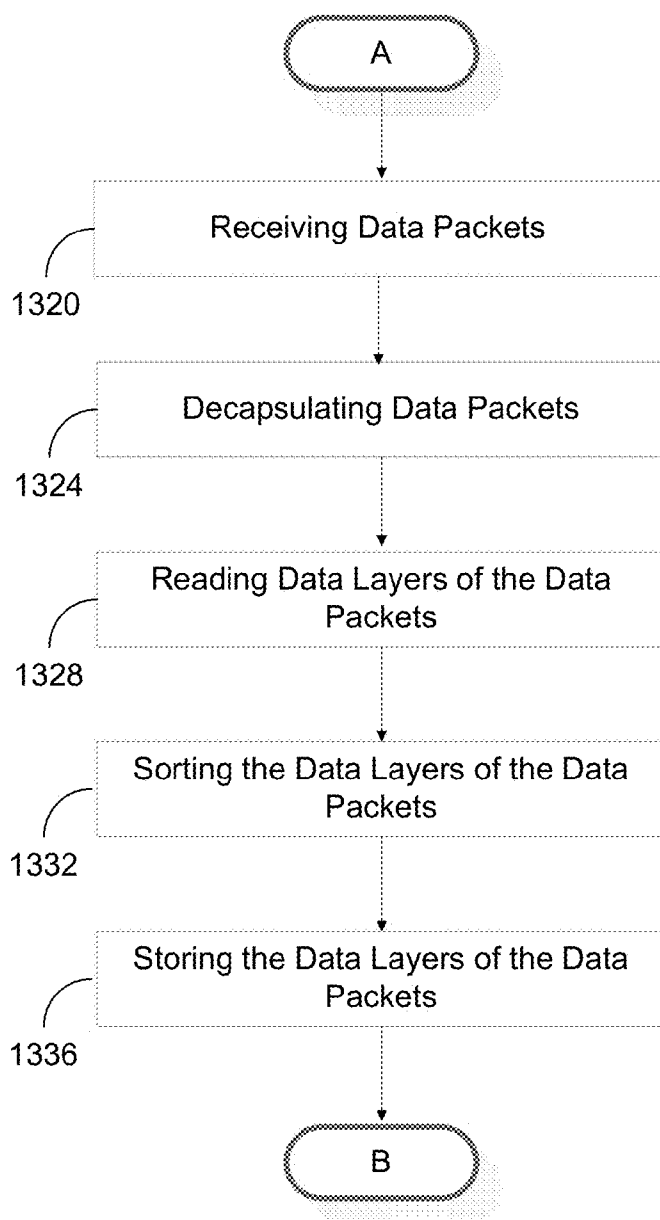 A
Receiving Data Packets
1320
Decapsulating Data Packets
1324
Reading Data Layers of the Data
Packets
1328
Sorting the Data Layers of the Data
Packets
1332
Storing the Data Layers of the Data
Packets
1336
B